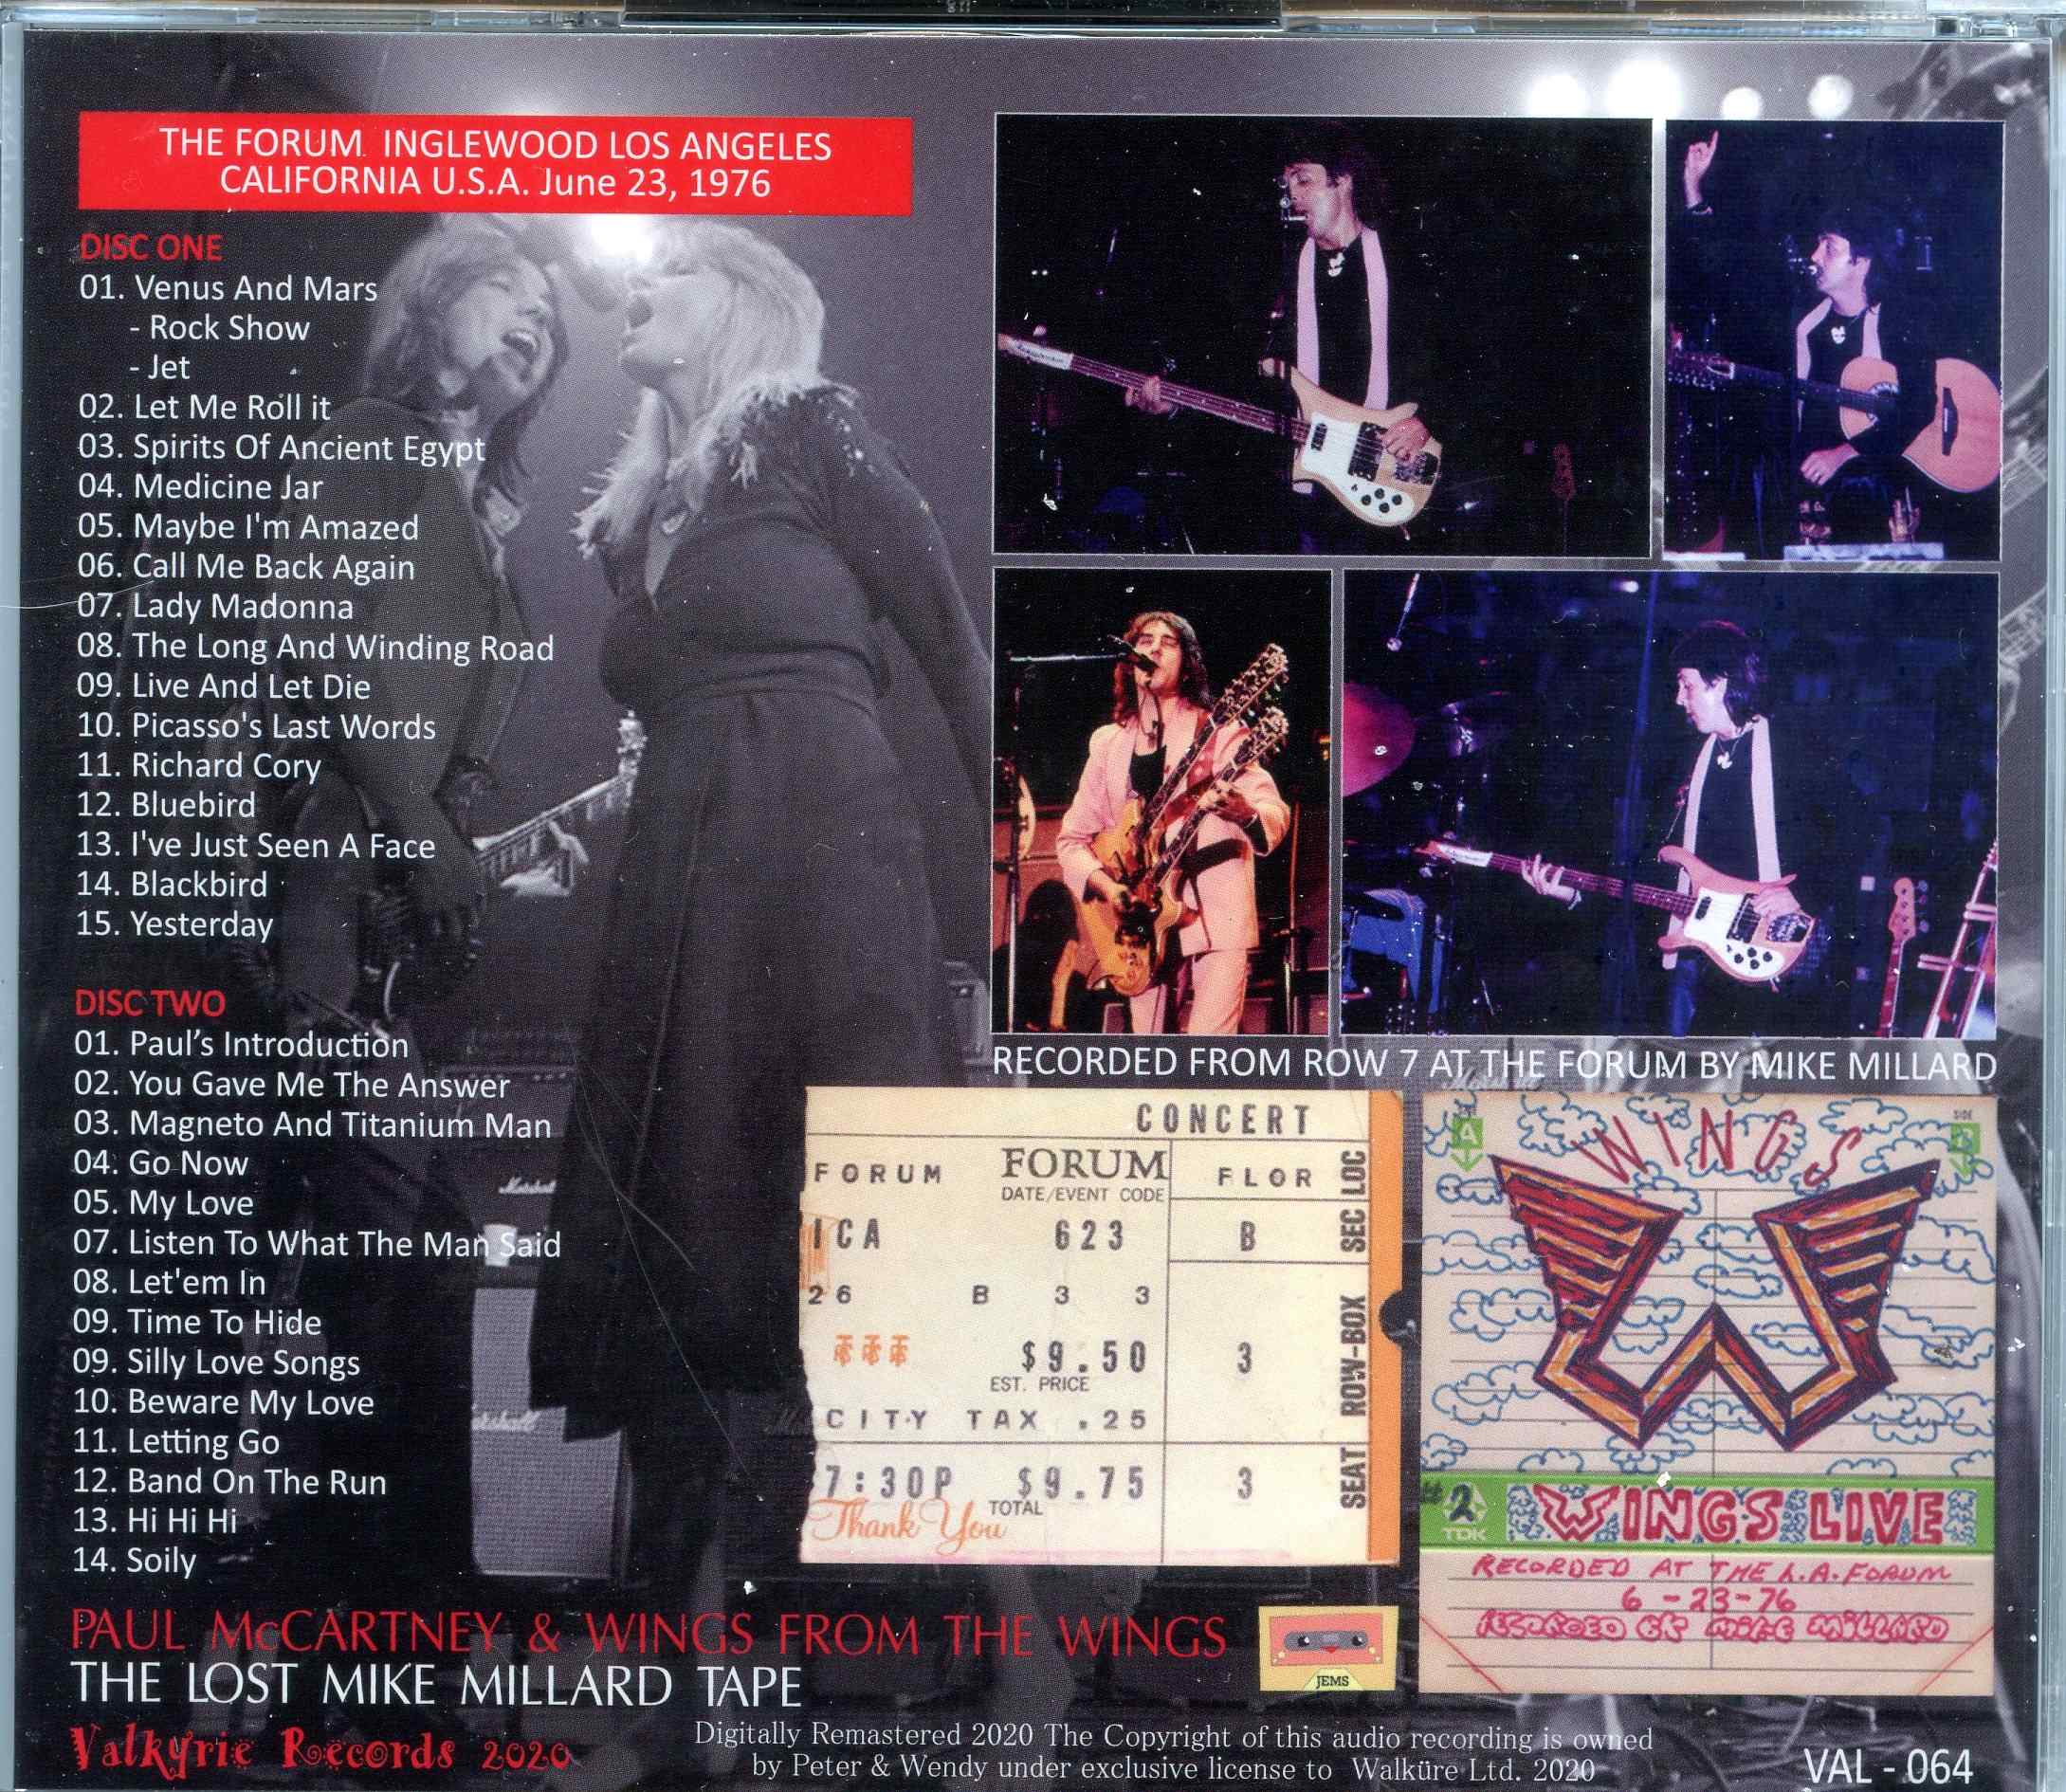 THE FORUM INGLEWOOD LOS ANGELES
CALIFORNIA U.S.A. June 23, 1976
DISC ONE
01. Venus And Mars
- Rock Show
- Jet
02. Let Me Roll it
03. Spirits Of Ancient Egypt
04. Medicine Jar
05. Maybe I'm Amazed
06. Call Me Back Again
07. Lady Madonna
08. The Long And Winding Road
09. Live And Let Die
10. Picasso's Last Words
11. Richard Cory
12. Bluebird
13. I've Just Seen A Face
14. Blackbird
15. Yesterday
DISC TWO
01. Paul’s Introduction
02. You Gave Me The Answer
03. Magneto And Titanium Man
04. Go Now
05. My Love
07. Listen To What The Man Said
08. Let'em In
09. Time To Hide
09. Silly Love Songs
10. Beware My Love
11. Letting Go
12. Band On The Run
13. Hi Hi Hi
14. Soily
RECORDED FROM ROW 7 AT THE FORUM BY MIKE MILLARD
CONCERT
FORUM FORUM FLOR
DATE/EVENT CODE
SEC LOC
ICA 623 B
26 B 3 3
$9.50 3
EST. PRICE
ROW-BOX
CITY TAX .25
7:30P $9.75 3
TOTAL
SEAT
Thank You
A SIDE B
WINGS
#2 TDK WINGS LIVE
RECORDED AT THE L.A. FORUM
6-23-76
RECORDED BY MIKE MILLARD
Marshall
PAUL McCARTNEY & WINGS FROM THE WINGS
THE LOST MIKE MILLARD TAPE
JEMS
Valkyrie Records 2020
Digitally Remastered 2020 The Copyright of this audio recording is owned
by Peter & Wendy under exclusive license to Walküre Ltd. 2020
VAL - 064